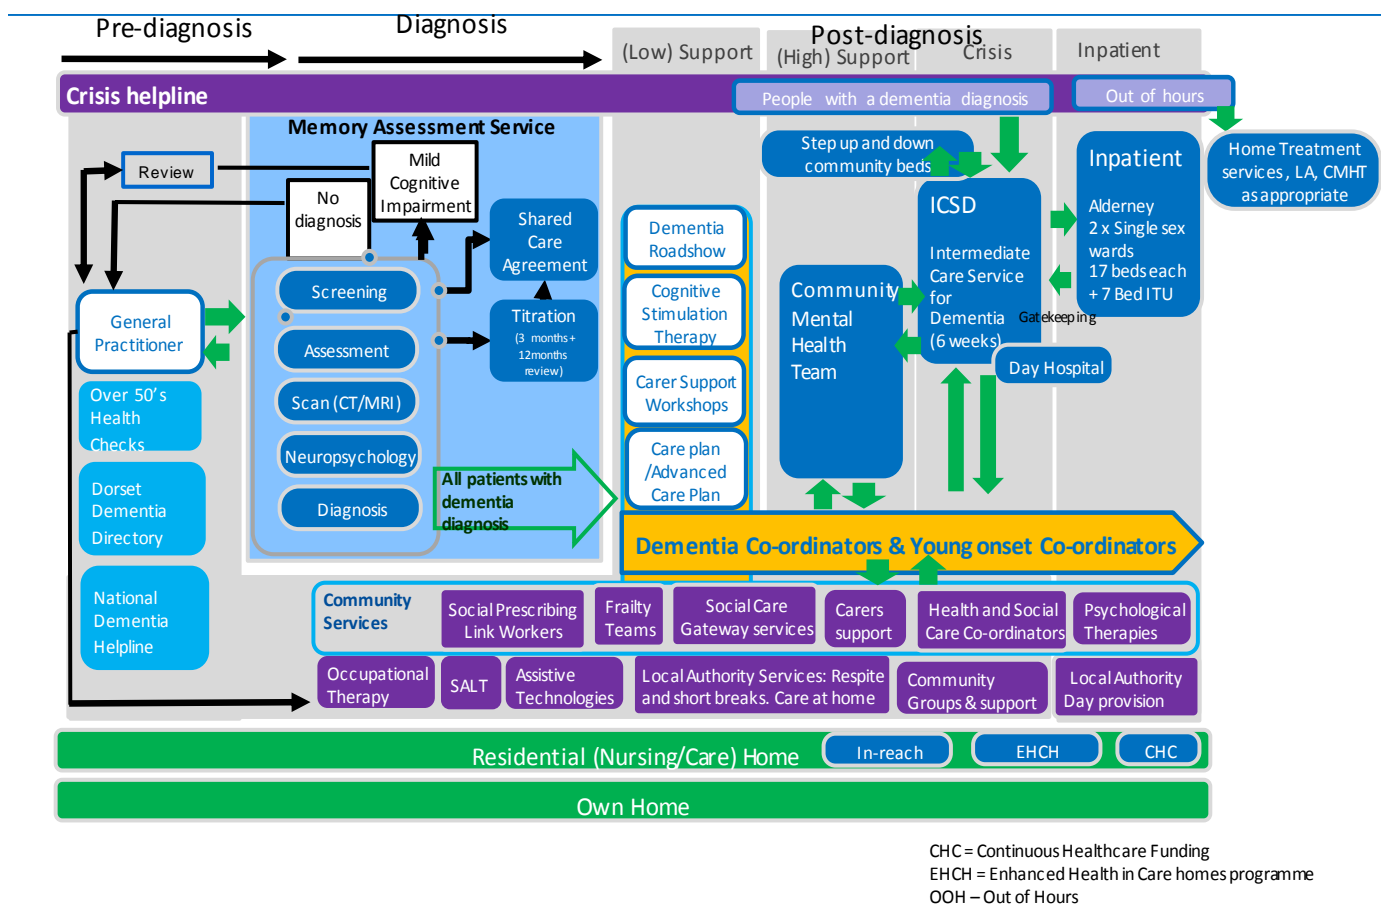 Pre-diagnosis
Diagnosis
Post-diagnosis
(Low) Support
(High) Support
Crisis
Inpatient
Crisis helpline
People with a dementia diagnosis
Out of hours
Memory Assessment Service
Review
Mild
Cognitive
Impairment
No
diagnosis
Shared
Care
Agreement
Titration
(3 months +
12months
review)
Screening
Assessment
Scan (CT/MRI)
Neuropsychology
Diagnosis
General
Practitioner
Over 50's
Health
Checks
Dorset
Dementia
Directory
National
Dementia
Helpline
All patients with
dementia
diagnosis
Dementia
Roadshow
Cognitive
Stimulation
Therapy
Carer Support
Workshops
Care plan
/Advanced
Care Plan
Step up and down
community beds
Community
Mental
Health
Team
ICSD
Intermediate
Care Service
for
Dementia
(6 weeks)
Gatekeeping
Day Hospital
Inpatient
Alderney
2 x Single sex
wards
17 beds each
+ 7 Bed ITU
Home Treatment
services , LA, CMHT
as appropriate
Dementia Co-ordinators & Young onset Co-ordinators
Community
Services
Social Prescribing
Link Workers
Frailty
Teams
Social Care
Gateway services
Carers
support
Health and Social
Care Co-ordinators
Psychological
Therapies
Occupational
Therapy
SALT
Assistive
Technologies
Local Authority Services: Respite
and short breaks. Care at home
Community
Groups & support
Local Authority
Day provision
Residential (Nursing/Care) Home
In-reach
EHCH
CHC
Own Home
CHC = Continuous Healthcare Funding
EHCH = Enhanced Health in Care homes programme
OOH – Out of Hours